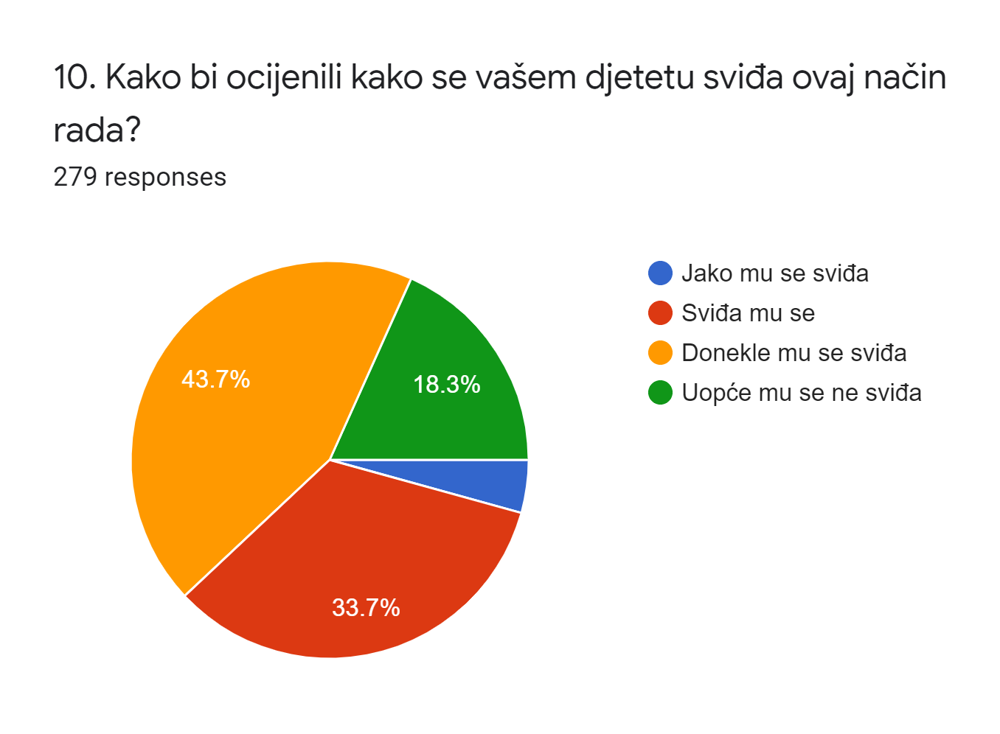 10. Kako bi ocijenili kako se vašem djetetu sviđa ovaj način
rada?
279 responses
Jako mu se sviđa
Sviđa mu se
Donekle mu se sviđa
Uopće mu se ne sviđa
43.7%
18.3%
33.7%